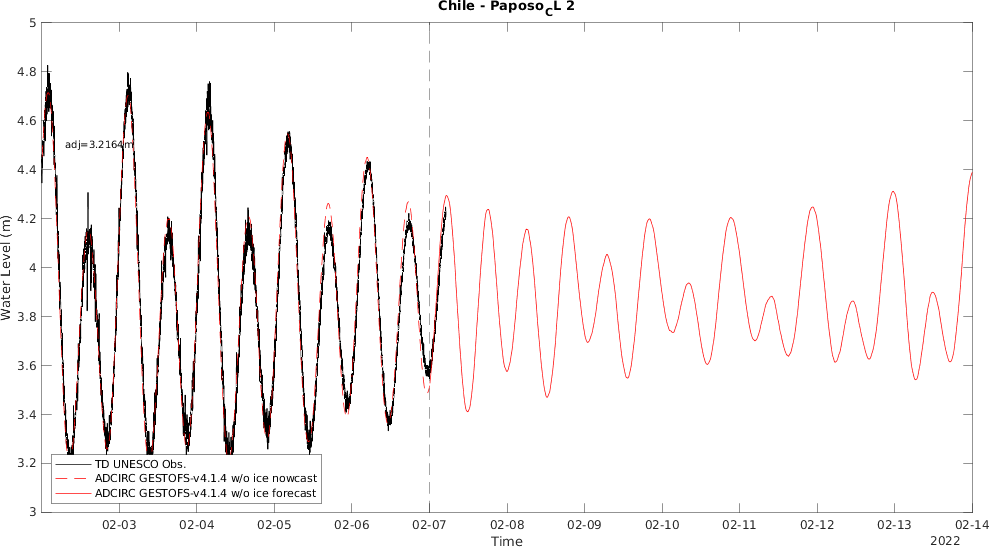 Chile - PaposoCL 2
5
4.8
4.6
4.4
4.2
4
3.8
3.6
3.4
3.2
3
Water Level (m)
adj=3.2164m
TD UNESCO Obs.
ADCIRC GESTOFS-v4.1.4 w/o ice nowcast
ADCIRC GESTOFS-v4.1.4 w/o ice forecast
02-03 02-04 02-05 02-06 02-07 02-08 02-09 02-10 02-11 02-12 02-13 02-14
Time
2022